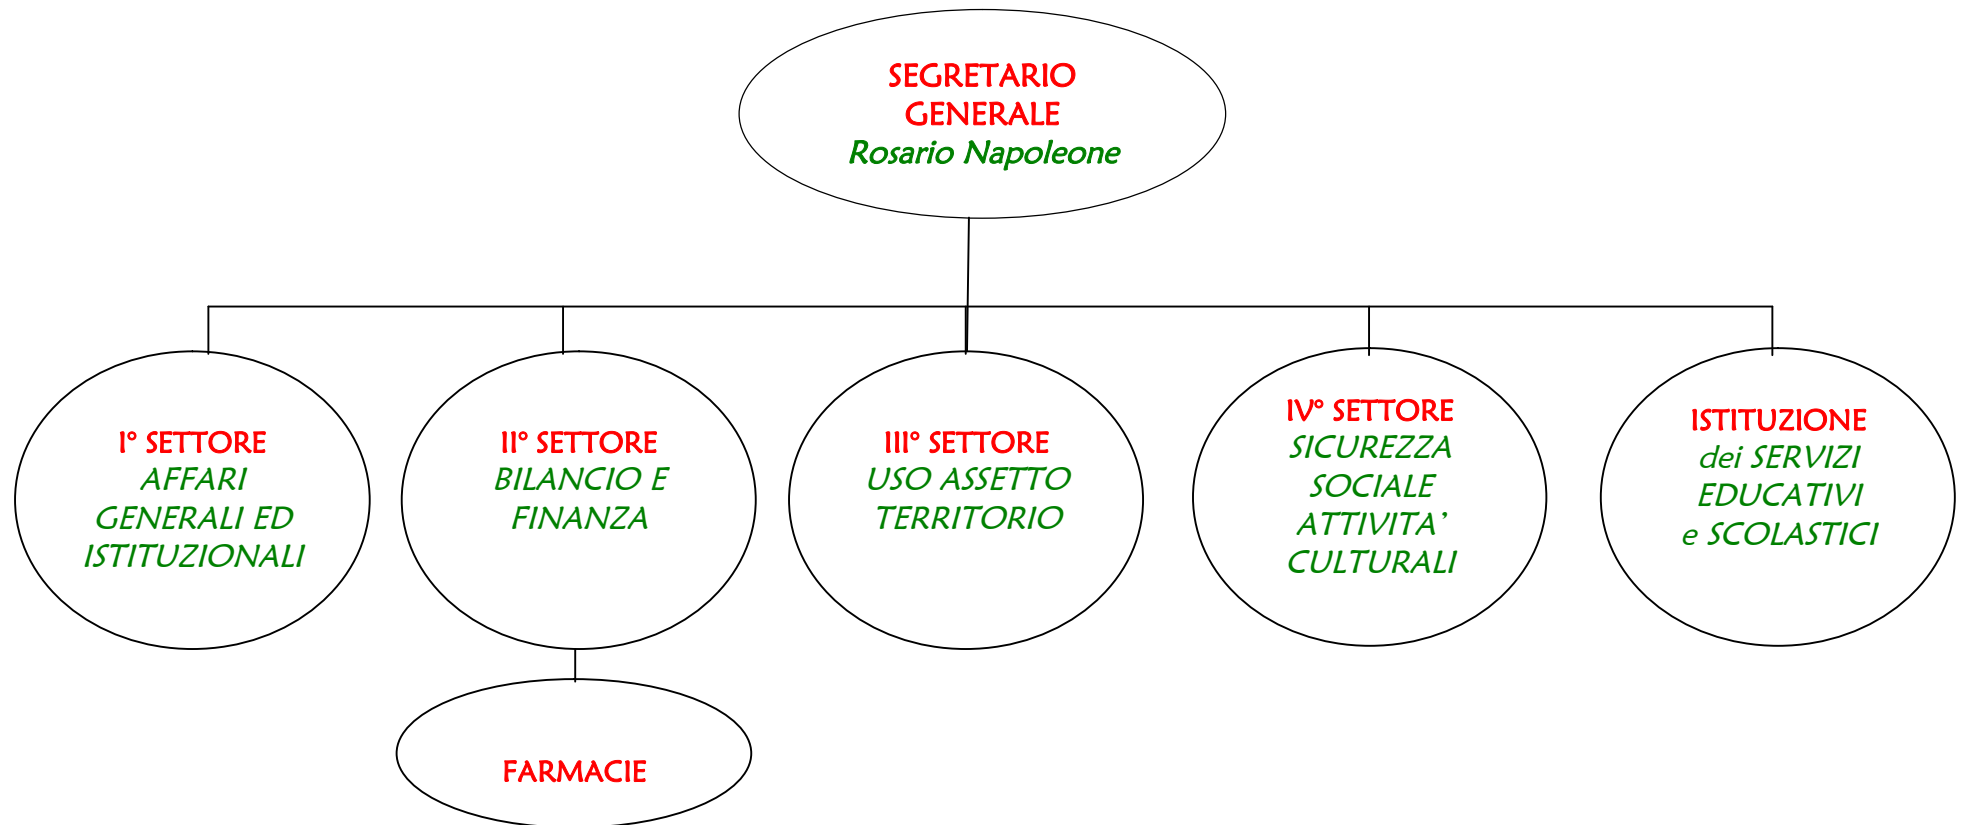 SEGRETARIO
GENERALE
Rosario Napoleone
I° SETTORE
AFFARI
GENERALI ED
ISTITUZIONALI
II° SETTORE
BILANCIO E
FINANZA
III° SETTORE
USO ASSETTO
TERRITORIO
IV° SETTORE
SICUREZZA
SOCIALE
ATTIVITA’
CULTURALI
ISTITUZIONE
dei SERVIZI
EDUCATIVI
e SCOLASTICI
FARMACIE